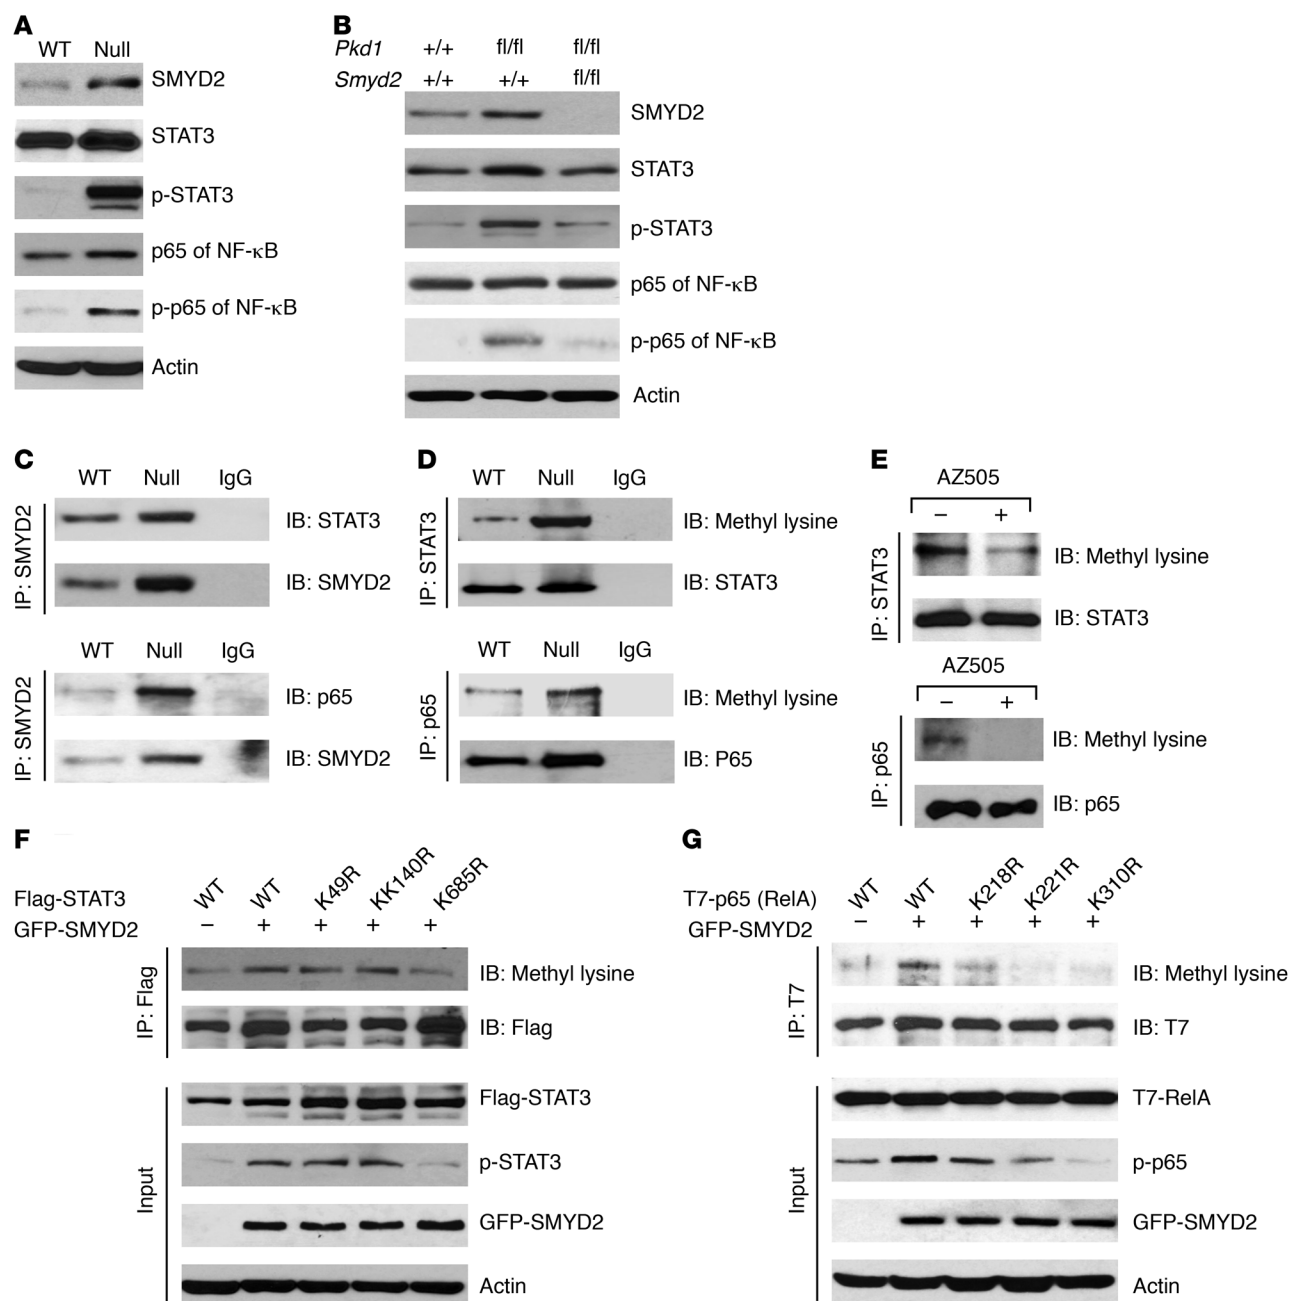 A
WT Null
SMYD2
STAT3
p-STAT3
p65 of NF-κB
p-p65 of NF-κB
Actin
B
Pkd1 +/+ fl/fl fl/fl
Smyd2 +/+ +/+ fl/fl
SMYD2
STAT3
p-STAT3
p65 of NF-κB
p-p65 of NF-κB
Actin
C
WT Null IgG
IP: SMYD2
IB: STAT3
IB: SMYD2
WT Null IgG
IP: SMYD2
IB: p65
IB: SMYD2
D
WT Null IgG
IP: STAT3
IB: Methyl lysine
IB: STAT3
WT Null IgG
IP: p65
IB: Methyl lysine
IB: P65
E
AZ505
− +
IP: STAT3
IB: Methyl lysine
IB: STAT3
AZ505
− +
IP: p65
IB: Methyl lysine
IB: p65
F
Flag-STAT3 WT WT K49R KK140R K685R
GFP-SMYD2 − + + + +
IP: Flag
IB: Methyl lysine
IB: Flag
Input
Flag-STAT3
p-STAT3
GFP-SMYD2
Actin
G
T7-p65 (RelA) WT WT K218R K221R K310R
GFP-SMYD2 − + + + +
IP: T7
IB: Methyl lysine
IB: T7
Input
T7-RelA
p-p65
GFP-SMYD2
Actin